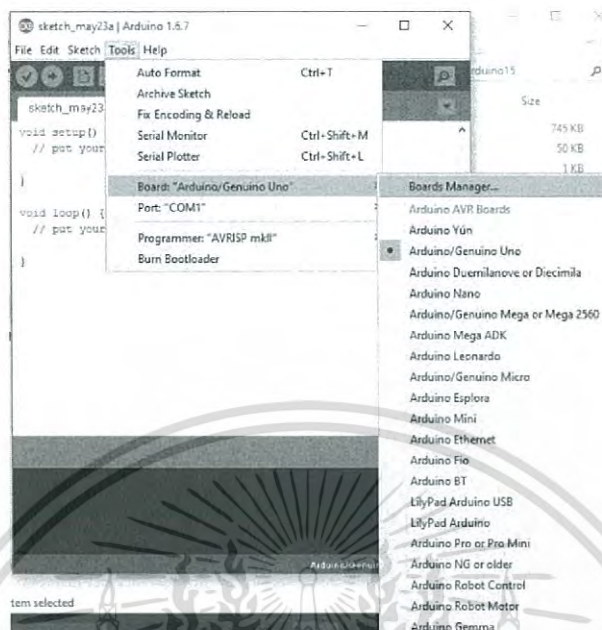 sketch_may23a | Arduino 1.6.7
File Edit Sketch Tools Help
sketch_may23
void setup()
// put your
}
void loop() {
// put your
}
Auto Format Ctrl+T
Archive Sketch
Fix Encoding & Reload
Serial Monitor Ctrl+Shift+M
Serial Plotter Ctrl+Shift+L
Board: "Arduino/Genuino Uno"
Port: "COM1"
Programmer: "AVRISP mkII"
Burn Bootloader
rduino15
Size
745 KB
50 KB
1 KB
Boards Manager...
Arduino AVR Boards
Arduino Yún
Arduino/Genuino Uno
Arduino Duemilanove or Diecimila
Arduino Nano
Arduino/Genuino Mega or Mega 2560
Arduino Mega ADK
Arduino Leonardo
Arduino/Genuino Micro
Arduino Esplora
Arduino Mini
Arduino Ethernet
Arduino Fio
Arduino BT
LilyPad Arduino USB
LilyPad Arduino
Arduino Pro or Pro Mini
Arduino NG or older
Arduino Robot Control
Arduino Robot Motor
Arduino Gemma
Arduino/Genuin
tem selected